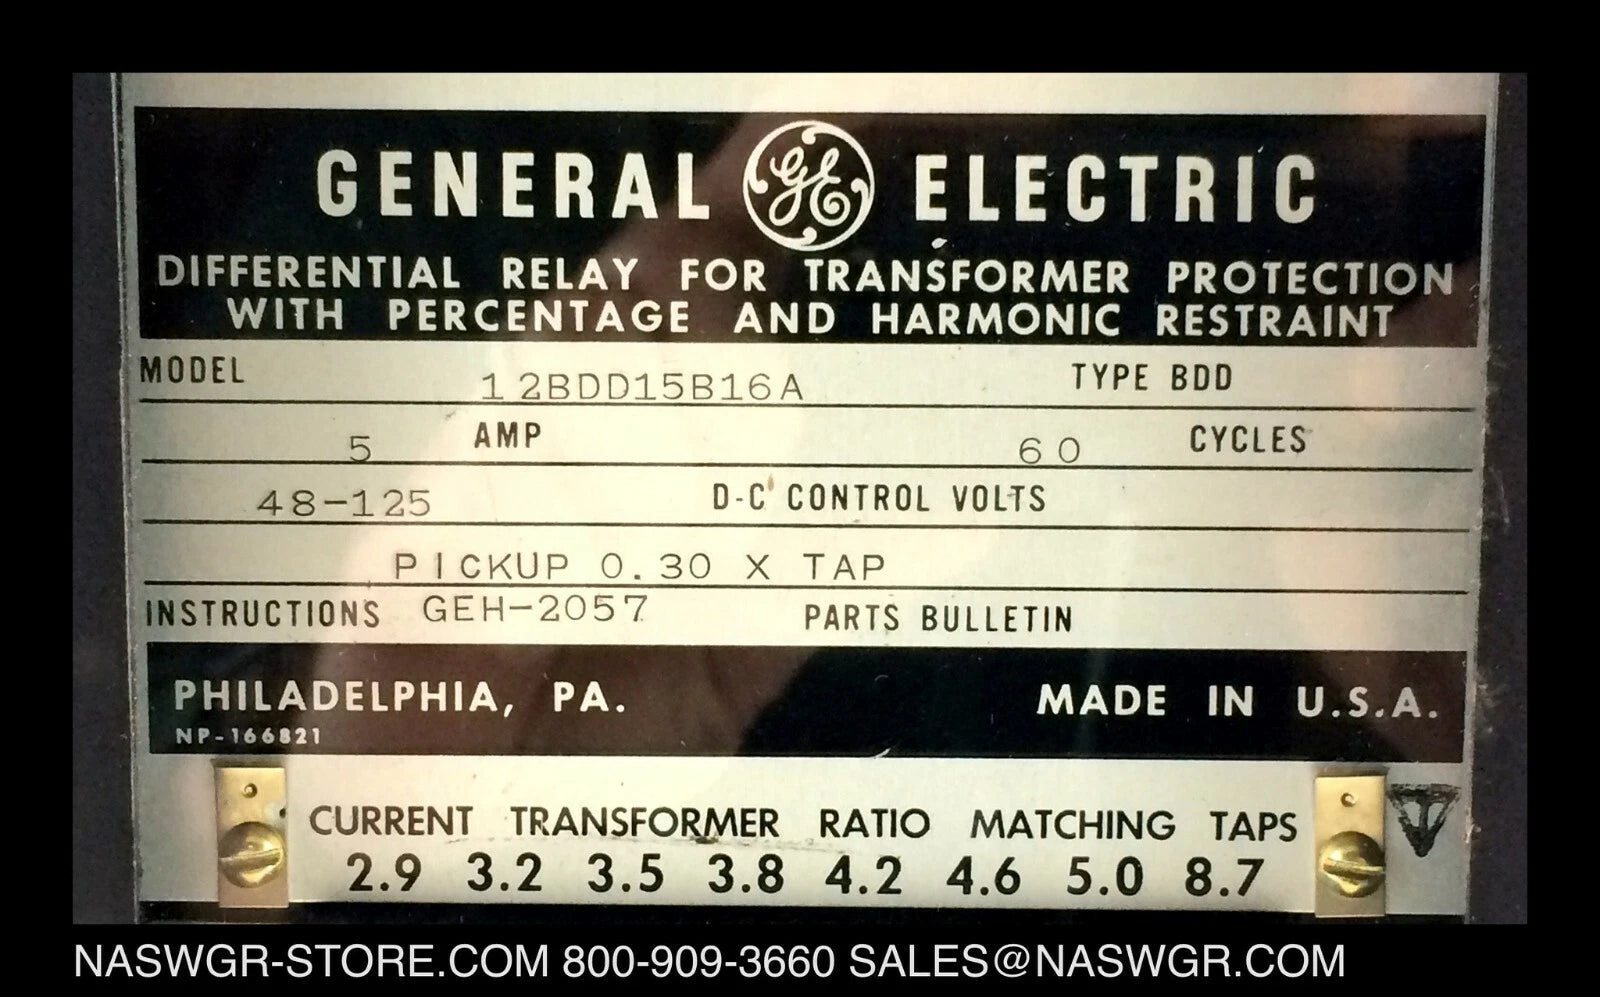 GENERAL GE ELECTRIC
DIFFERENTIAL RELAY FOR TRANSFORMER PROTECTION
WITH PERCENTAGE AND HARMONIC RESTRAINT
MODEL 12BDD15B16A TYPE BDD
5 AMP 60 CYCLES
48-125 D-C CONTROL VOLTS
PICKUP 0.30 X TAP
INSTRUCTIONS GEH-2057 PARTS BULLETIN
PHILADELPHIA, PA. MADE IN U.S.A.
NP-166821
CURRENT TRANSFORMER RATIO MATCHING TAPS
2.9 3.2 3.5 3.8 4.2 4.6 5.0 8.7
NASWGR-STORE.COM 800-909-3660 SALES@NASWGR.COM